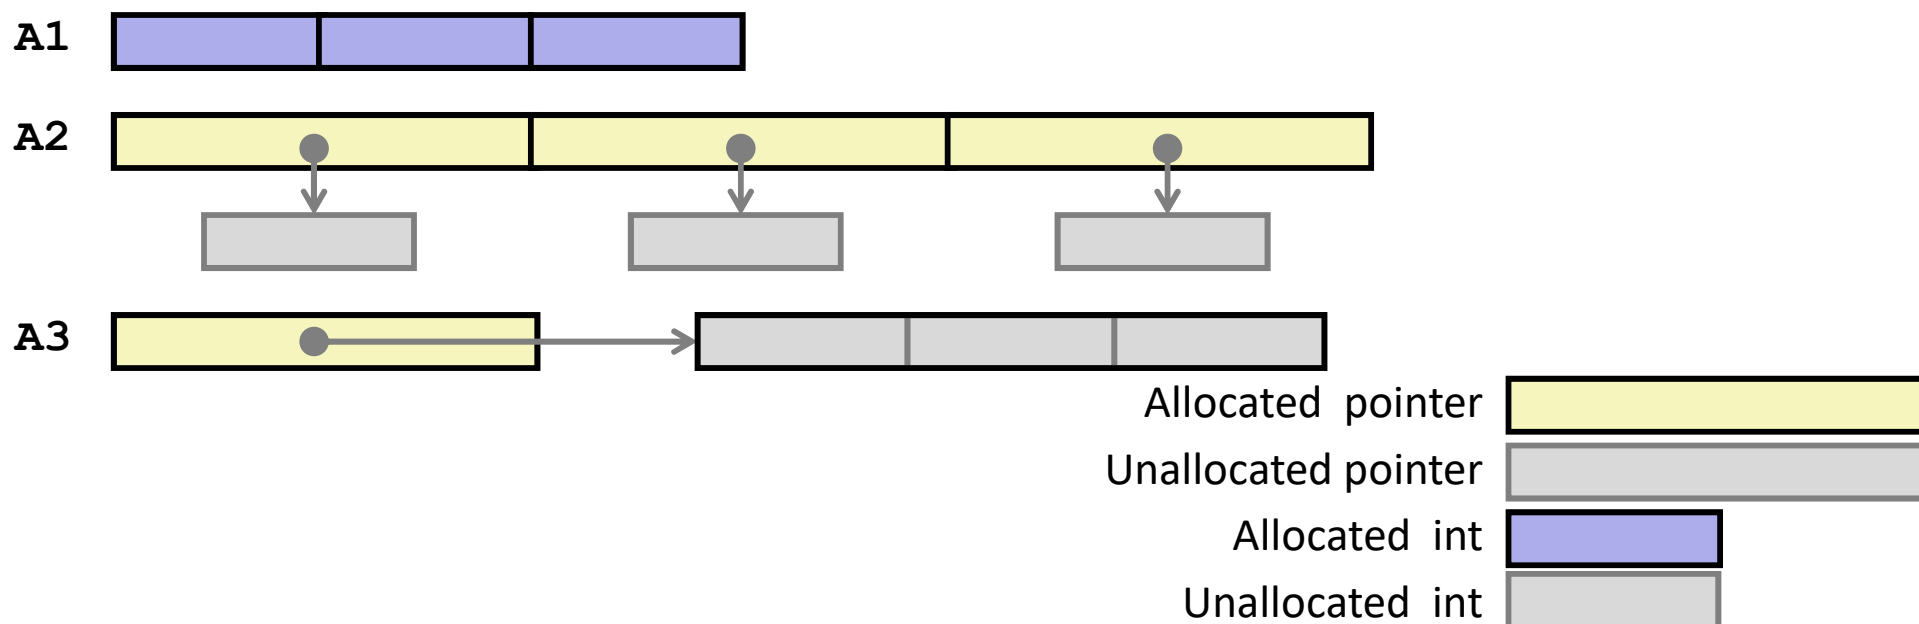 A1
A2
A3
Allocated pointer
Unallocated pointer
Allocated int
Unallocated int